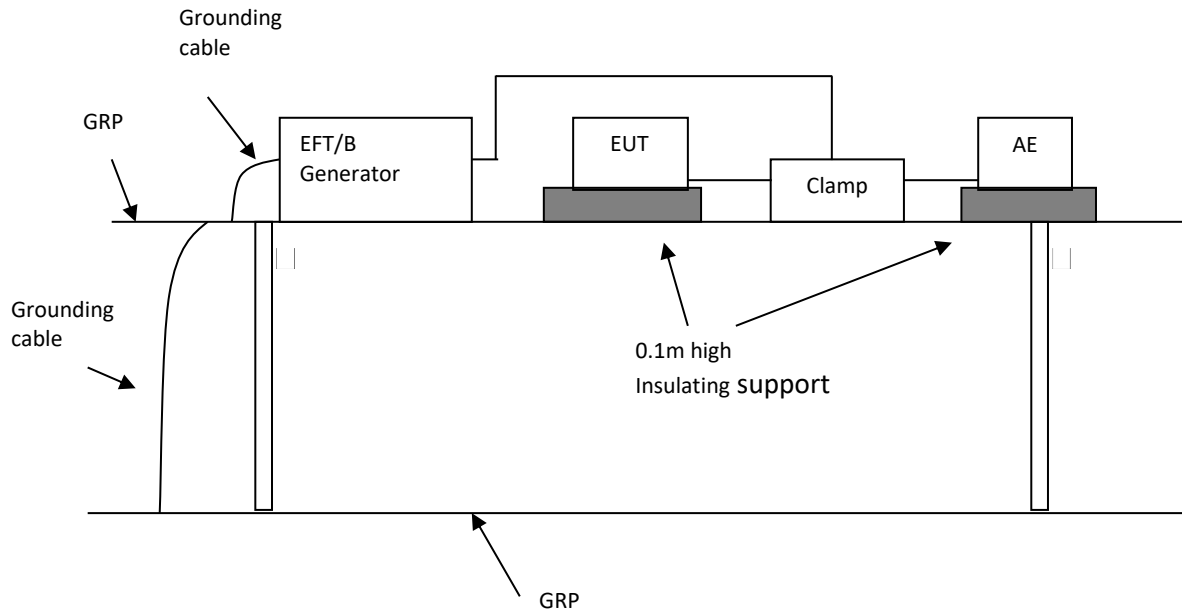 Grounding
cable
GRP
EFT/B
Generator
EUT
Clamp
AE
Grounding
cable
0.1m high
Insulating support
GRP